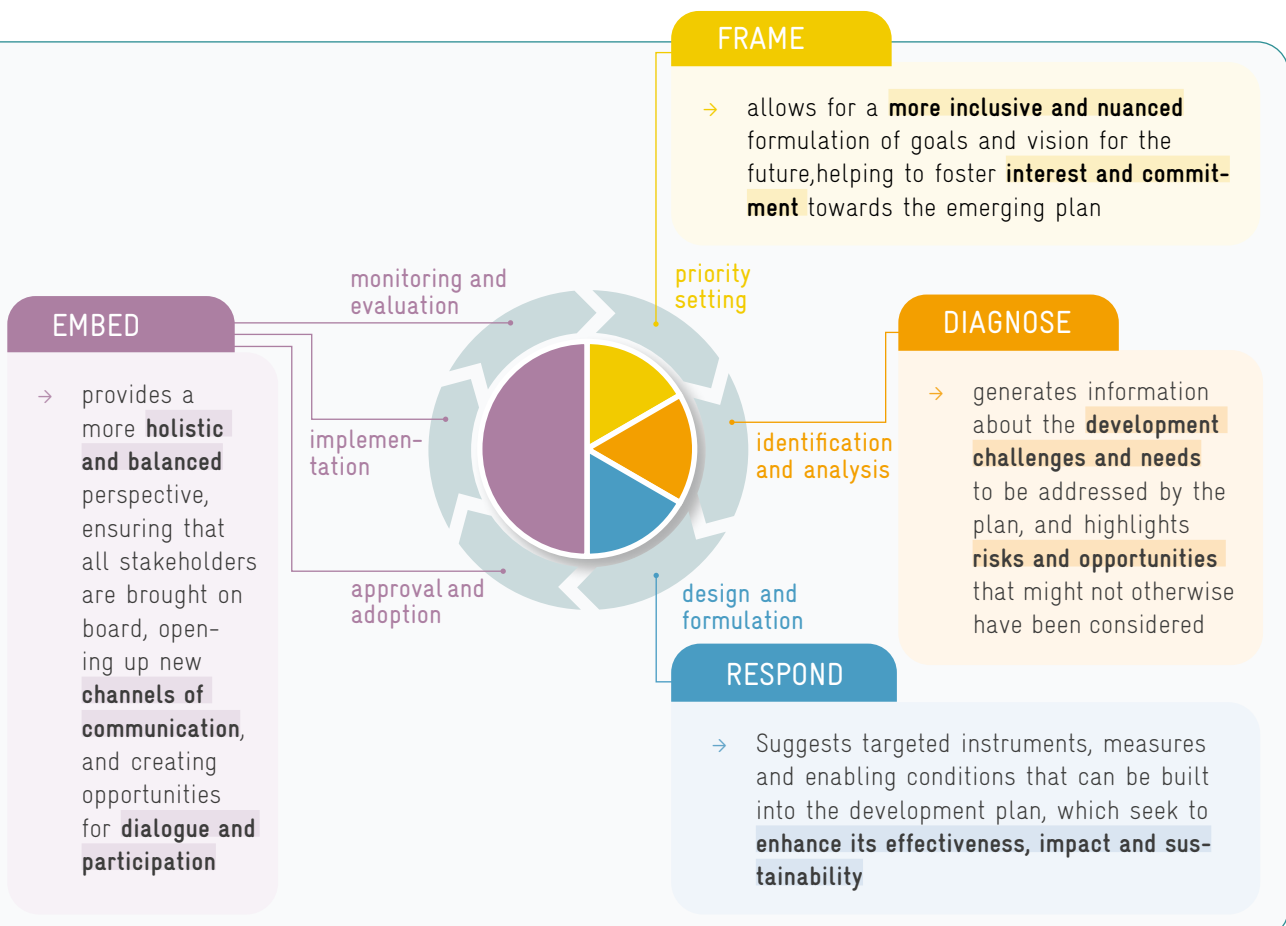 FRAME
→ allows for a more inclusive and nuanced
formulation of goals and vision for the
future,helping to foster interest and commit-
ment towards the emerging plan
monitoring and
evaluation
priority
setting
EMBED
→ provides a
more holistic
and balanced
perspective,
ensuring that
all stakeholders
are brought on
board, open-
ing up new
channels of
communication,
and creating
opportunities
for dialogue and
participation
implemen-
tation
approval and
adoption
identification
and analysis
DIAGNOSE
→ generates information
about the development
challenges and needs
to be addressed by the
plan, and highlights
risks and opportunities
that might not otherwise
have been considered
design and
formulation
RESPOND
→ Suggests targeted instruments, measures
and enabling conditions that can be built
into the development plan, which seek to
enhance its effectiveness, impact and sus-
tainability